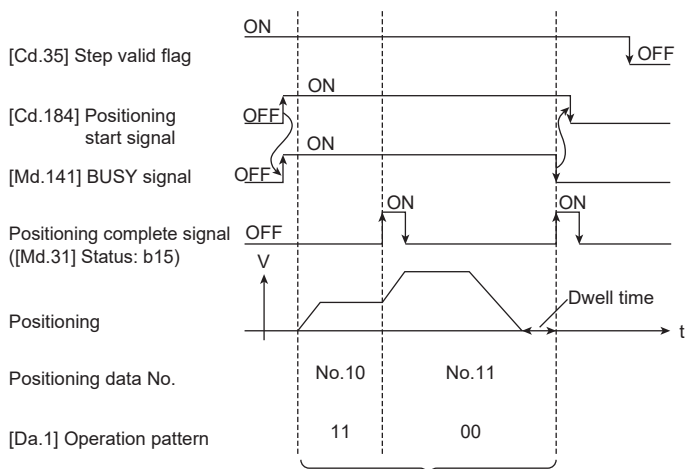 ON
[Cd.35] Step valid flag
OFF
ON
[Cd.184] Positioning
start signal
OFF
ON
[Md.141] BUSY signal
OFF
ON
ON
Positioning complete signal
([Md.31] Status: b15)
OFF
V
Dwell time
Positioning
t
Positioning data No.
No.10
No.11
[Da.1] Operation pattern
11
00